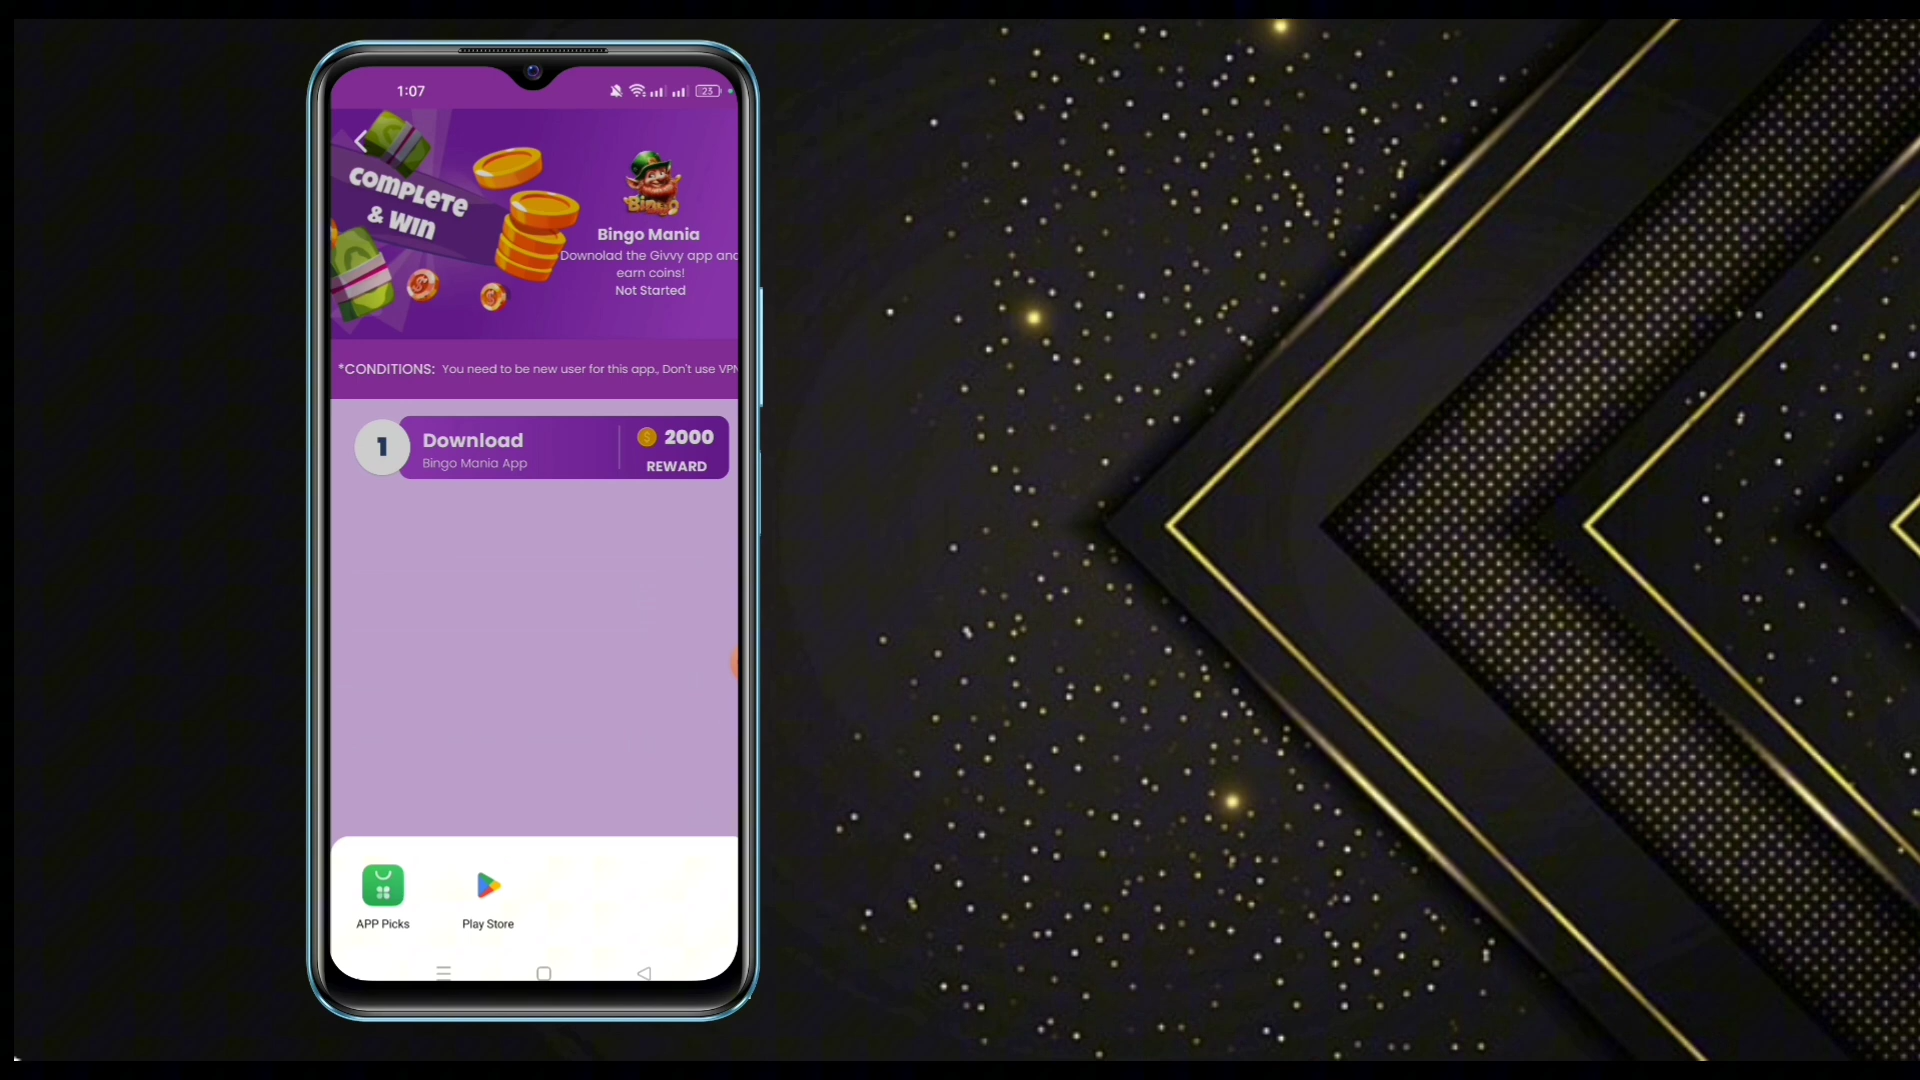 1:07
23
COMPLETE
& WIN
Bingo
Bingo Mania
Downolad the Givvy app and
earn coins!
Not Started
*CONDITIONS: You need to be new user for this app., Don't use VPN
1
Download
2000
Bingo Mania App
REWARD
APP Picks
Play Store